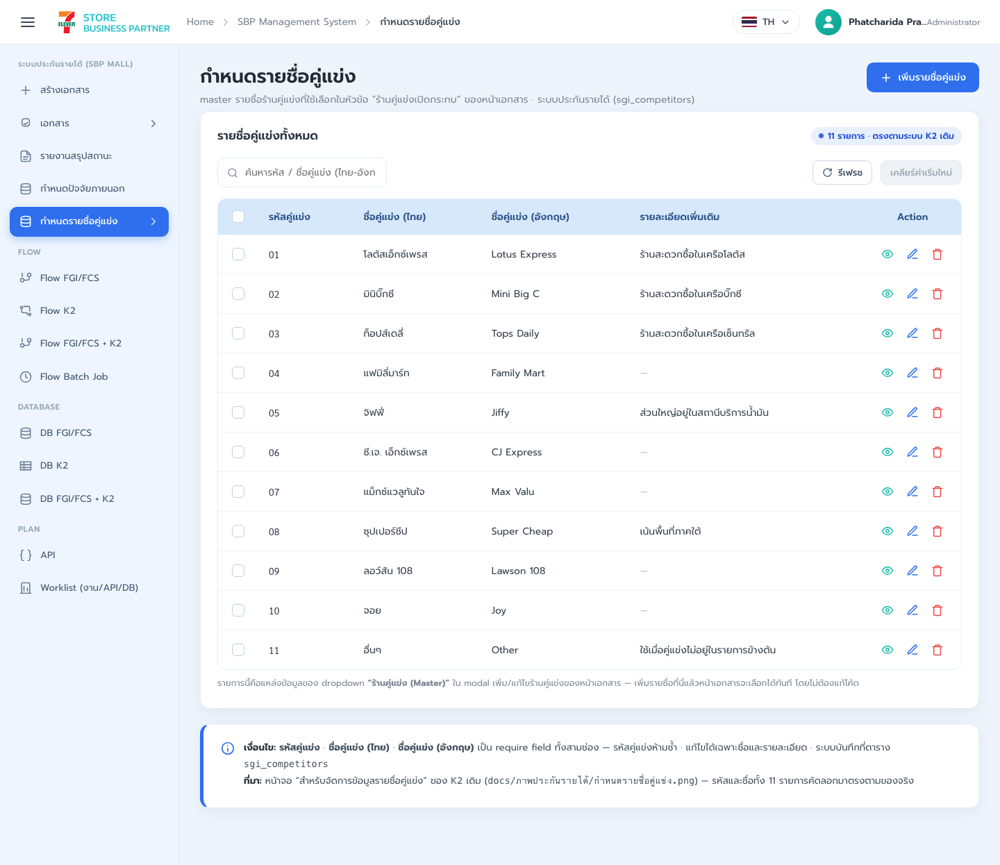 7 ELEVEN STORE
BUSINESS PARTNER
Home > SBP Management System > กำหนดรายชื่อคู่แข่ง
TH
Phatcharida Pra... Administrator
ระบบประกันรายได้ (SBP MALL)
สร้างเอกสาร
เอกสาร
รายงานสรุปสถานะ
กำหนดปัจจัยภายนอก
กำหนดรายชื่อคู่แข่ง
FLOW
Flow FGI/FCS
Flow K2
Flow FGI/FCS + K2
Flow Batch Job
DATABASE
DB FGI/FCS
DB K2
DB FGI/FCS + K2
PLAN
API
Worklist (งาน/API/DB)
กำหนดรายชื่อคู่แข่ง
master รายชื่อร้านคู่แข่งที่ใช้เลือกในหัวข้อ "ร้านคู่แข่งเปิดกระทบ" ของหน้าเอกสาร · ระบบประกันรายได้ (sgi_competitors)
เพิ่มรายชื่อคู่แข่ง
รายชื่อคู่แข่งทั้งหมด
11 รายการ · ตรงตามระบบ K2 เดิม
ค้นหารหัส / ชื่อคู่แข่ง (ไทย-อังก
รีเฟรช
เคลียร์ค่าเริ่มใหม่
รหัสคู่แข่ง ชื่อคู่แข่ง (ไทย) ชื่อคู่แข่ง (อังกฤษ) รายละเอียดเพิ่มเติม Action
01 โลตัสเอ็กซ์เพรส Lotus Express ร้านสะดวกซื้อในเครือโลตัส
02 มินิบิ๊กซี Mini Big C ร้านสะดวกซื้อในเครือบิ๊กซี
03 ท็อปส์เดลี่ Tops Daily ร้านสะดวกซื้อในเครือเซ็นทรัล
04 แฟมิลี่มาร์ท Family Mart —
05 จิฟฟี่ Jiffy ส่วนใหญ่อยู่ในสถานีบริการน้ำมัน
06 ซี.เจ. เอ็กซ์เพรส CJ Express —
07 แม็กซ์แวลูทันใจ Max Valu —
08 ซุปเปอร์ชีป Super Cheap เน้นพื้นที่ภาคใต้
09 ลอว์สัน 108 Lawson 108 —
10 จอย Joy —
11 อื่นๆ Other ใช้เมื่อคู่แข่งไม่อยู่ในรายการข้างต้น
รายการนี้คือแหล่งข้อมูลของ dropdown "ร้านคู่แข่ง (Master)" ใน modal เพิ่ม/แก้ไขร้านคู่แข่งของหน้าเอกสาร — เพิ่มรายชื่อที่นี่แล้วหน้าเอกสารจะเลือกได้ทันที โดยไม่ต้องแก้โค้ด
เงื่อนไข: รหัสคู่แข่ง · ชื่อคู่แข่ง (ไทย) · ชื่อคู่แข่ง (อังกฤษ) เป็น require field ทั้งสามช่อง — รหัสคู่แข่งห้ามซ้ำ · แก้ไขได้เฉพาะชื่อและรายละเอียด · ระบบบันทึกที่ตาราง
sgi_competitors
ที่มา: หน้าจอ "สำหรับจัดการข้อมูลรายชื่อคู่แข่ง" ของ K2 เดิม (docs/ภาพประกันรายได้/กำหนดรายชื่อคู่แข่ง.png) — รหัสและชื่อทั้ง 11 รายการคัดลอกมาตรงตามของจริง